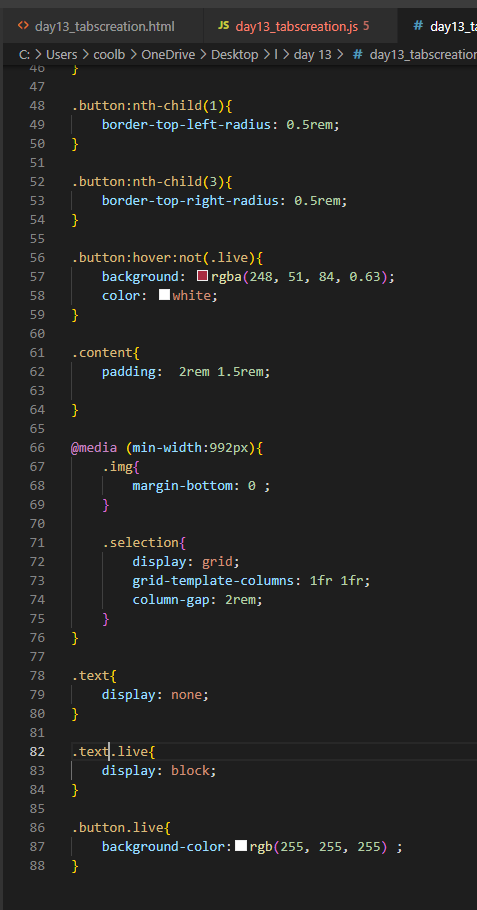 <> day13_tabscreation.html
JS day13_tabscreation.js 5
# day13_ta
C: > Users > coolb > OneDrive > Desktop > l > day 13 > # day13_tabscreation
46 }
47
48 .button:nth-child(1){
49 border-top-left-radius: 0.5rem;
50 }
51
52 .button:nth-child(3){
53 border-top-right-radius: 0.5rem;
54 }
55
56 .button:hover:not(.live){
57 background: rgba(248, 51, 84, 0.63);
58 color: white;
59 }
60
61 .content{
62 padding:  2rem 1.5rem;
63
64 }
65
66 @media (min-width:992px){
67 .img{
68 margin-bottom: 0 ;
69 }
70
71 .selection{
72 display: grid;
73 grid-template-columns: 1fr 1fr;
74 column-gap: 2rem;
75 }
76 }
77
78 .text{
79 display: none;
80 }
81
82 .text.live{
83 display: block;
84 }
85
86 .button.live{
87 background-color: rgb(255, 255, 255) ;
88 }